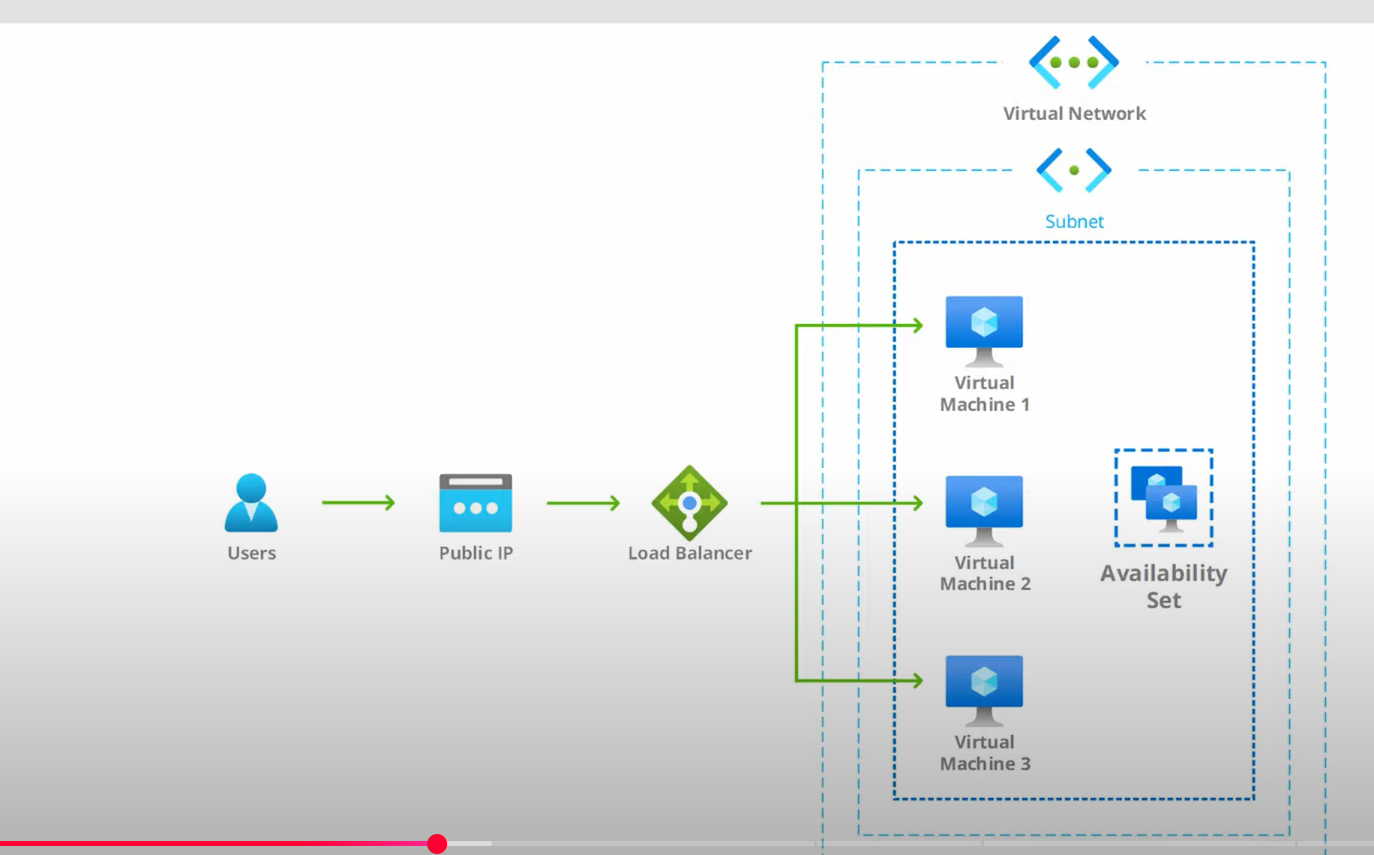 Virtual Network
Subnet
Virtual
Machine 1
Users
Public IP
Load Balancer
Virtual
Machine 2
Availability
Set
Virtual
Machine 3